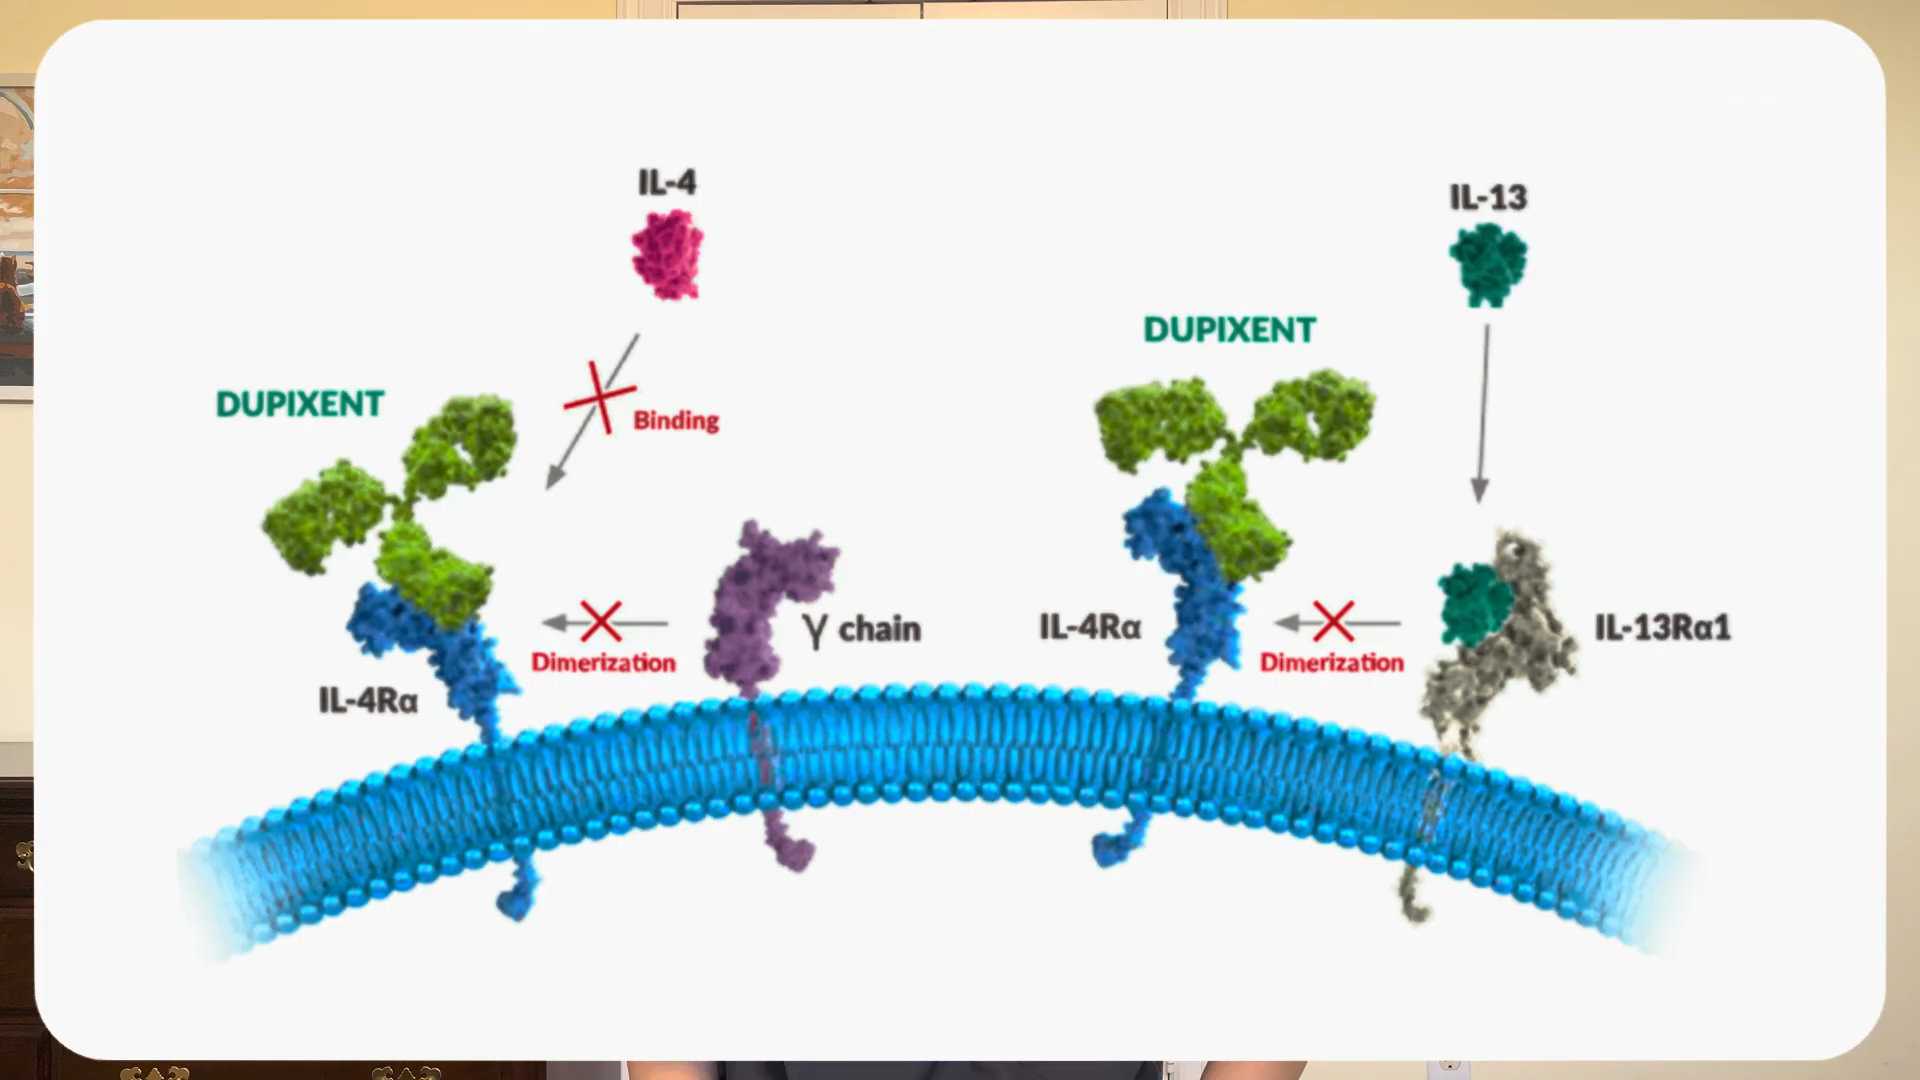 IL-4
IL-13
DUPIXENT
DUPIXENT
Binding
γ chain
IL-4Rα
IL-13Rα1
Dimerization
Dimerization
IL-4Rα